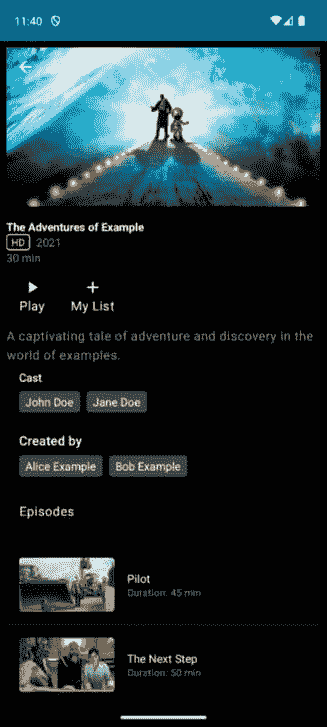 11:40
The Adventures of Example
HD 2021
30 min
Play My List
A captivating tale of adventure and discovery in the
world of examples.
Cast
John Doe Jane Doe
Created by
Alice Example Bob Example
Episodes
Pilot
Duration: 45 min
The Next Step
Duration: 50 min